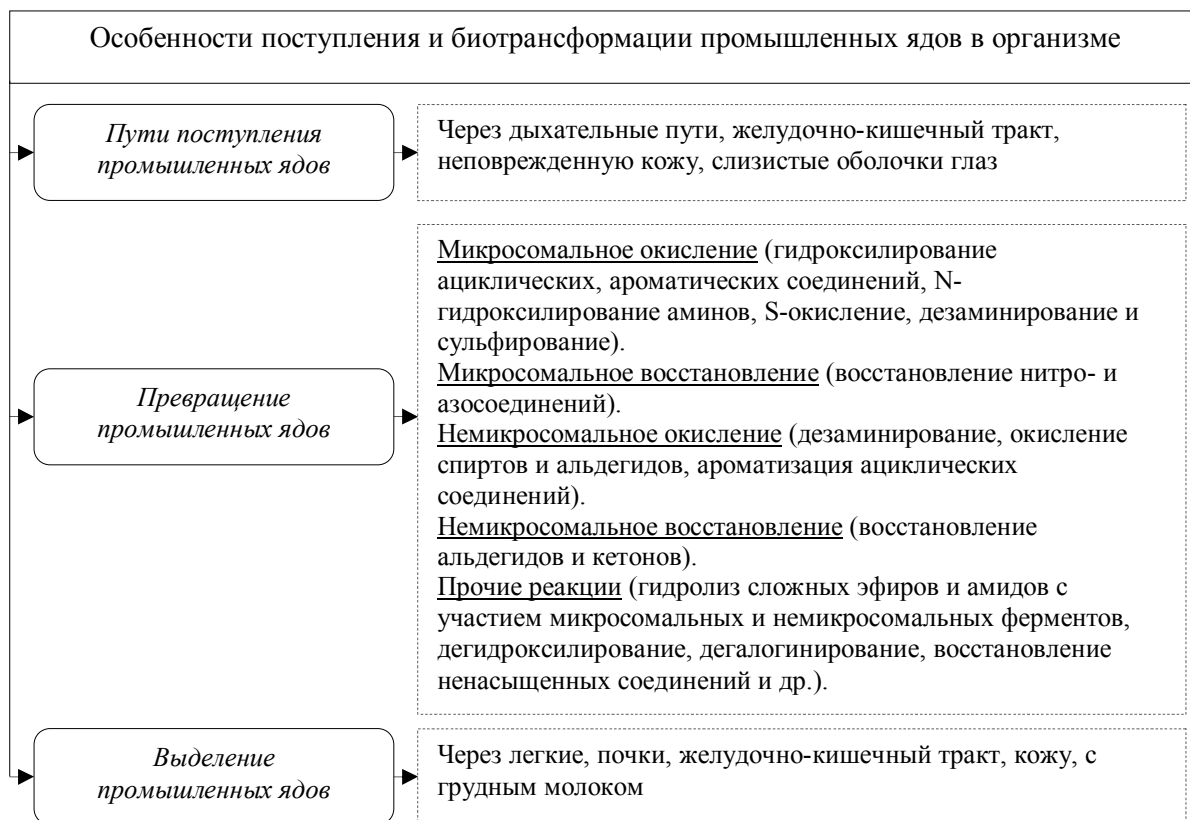 Особенности поступления и биотрансформации промышленных ядов в организме
Пути поступления
промышленных ядов
Через дыхательные пути, желудочно-кишечный тракт,
неповрежденную кожу, слизистые оболочки глаз
Превращение
промышленных ядов
Микросомальное окисление (гидроксилирование
ациклических, ароматических соединений, N-
гидроксилирование аминов, S-окисление, дезаминирование и
сульфирование).
Микросомальное восстановление (восстановление нитро- и
азосоединений).
Немикросомальное окисление (дезаминирование, окисление
спиртов и альдегидов, ароматизация ациклических
соединений).
Немикросомальное восстановление (восстановление
альдегидов и кетонов).
Прочие реакции (гидролиз сложных эфиров и амидов с
участием микросомальных и немикросомальных ферментов,
дегидроксилирование, дегалогинирование, восстановление
ненасыщенных соединений и др.).
Выделение
промышленных ядов
Через легкие, почки, желудочно-кишечный тракт, кожу, с
грудным молоком